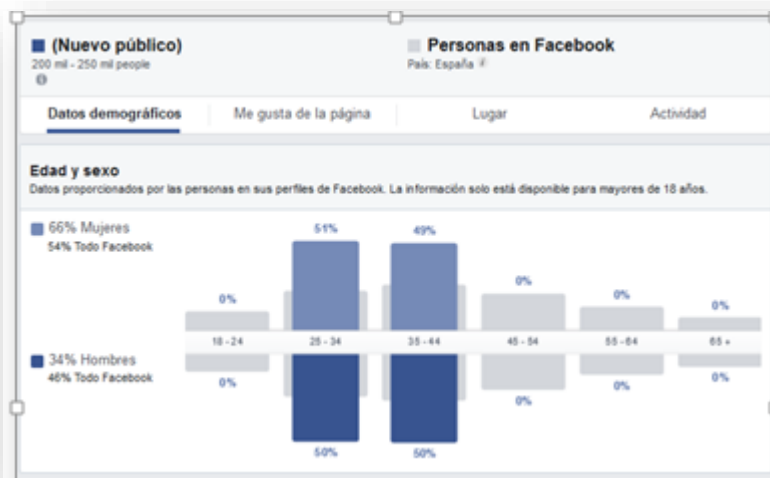 (Nuevo público)
200 mil - 250 mil people
Personas en Facebook
País: España
Datos demográficos
Me gusta de la página
Lugar
Actividad
Edad y sexo
Datos proporcionados por las personas en sus perfiles de Facebook. La información solo está disponible para mayores de 18 años.
66% Mujeres
54% Todo Facebook
0%
51%
49%
0%
0%
0%
18 - 24
25 - 34
35 - 44
45 - 54
55 - 64
65 +
34% Hombres
46% Todo Facebook
0%
50%
50%
0%
0%
0%